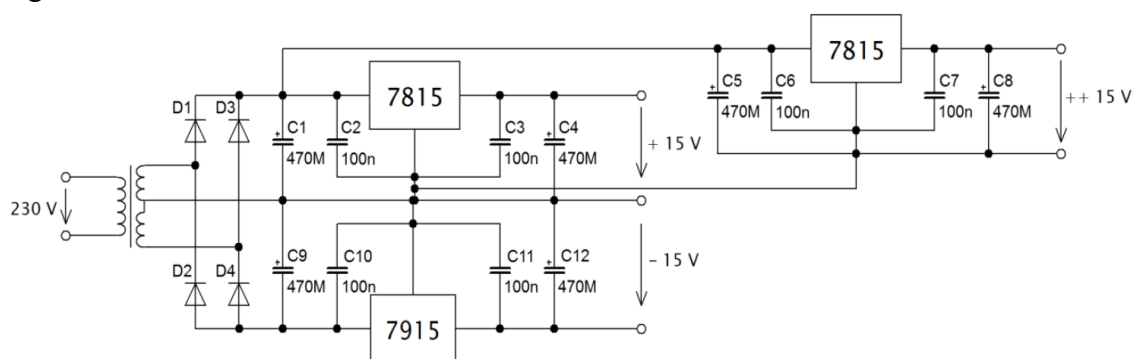 7815
C5
470M
C6
100n
C7
100n
C8
470M
++ 15 V
D1
D3
7815
C1
470M
C2
100n
C3
100n
C4
470M
+ 15 V
230 V
D2
D4
C9
470M
C10
100n
C11
100n
C12
470M
– 15 V
7915